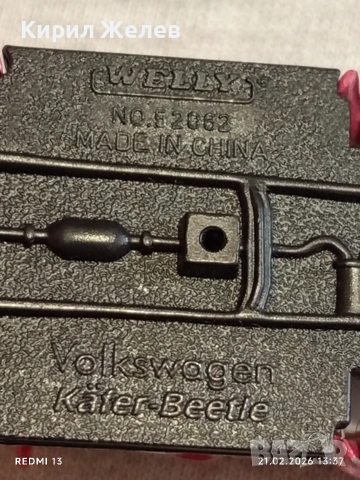 Кирил Желев
WELLY
NO.52062
MADE IN CHINA
Volkswagen
Käfer-Beetle
REDMI 13
21.02.2026 13:37